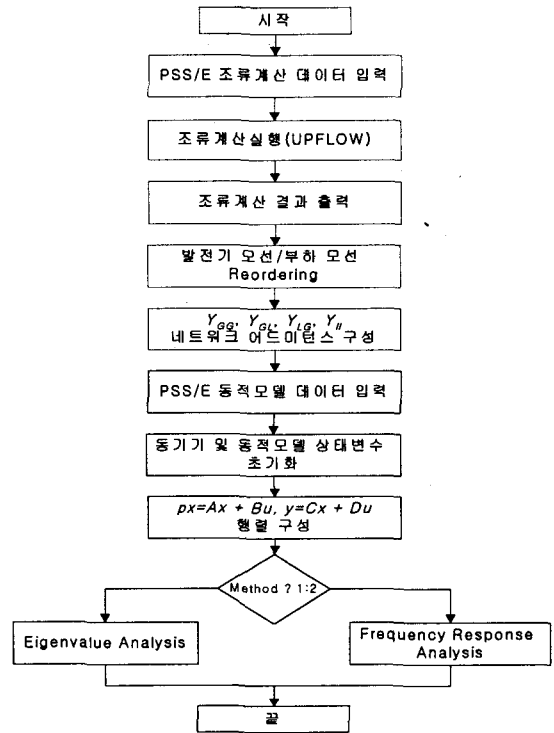 시작
PSS/E 조류계산 데이터 입력
조류계산실행(UPFLOW)
조류계산 결과 출력
발전기 모선/부하 모선
Reordering
Y_GG, Y_GL, Y_LG, Y_ll
네트워크 어드미턴스 구성
PSS/E 동적모델 데이터 입력
동기기 및 동적모델 상태변수
초기화
px=Ax + Bu, y=Cx + Du
행렬 구성
Method ? 1:2
Eigenvalue Analysis
Frequency Response
Analysis
끝